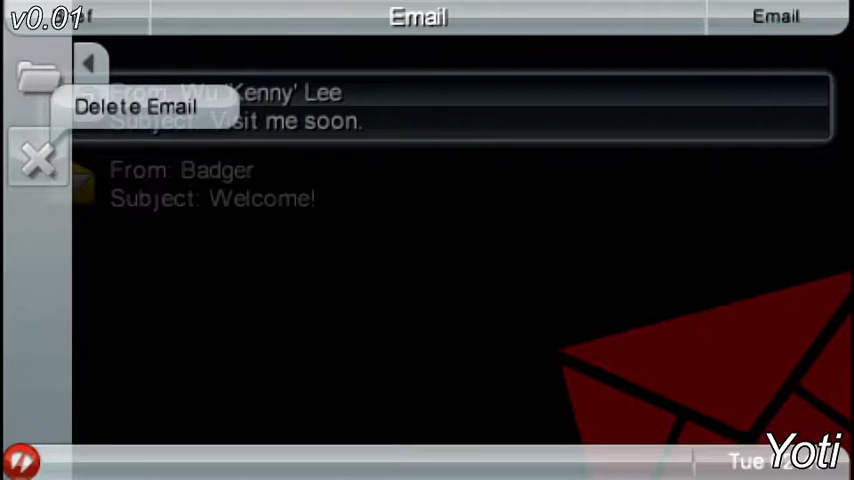 v0.01
Email
Email
From: Wu 'Kenny' Lee
Delete Email
Subject: Visit me soon.
From: Badger
Subject: Welcome!
Tue
Yoti